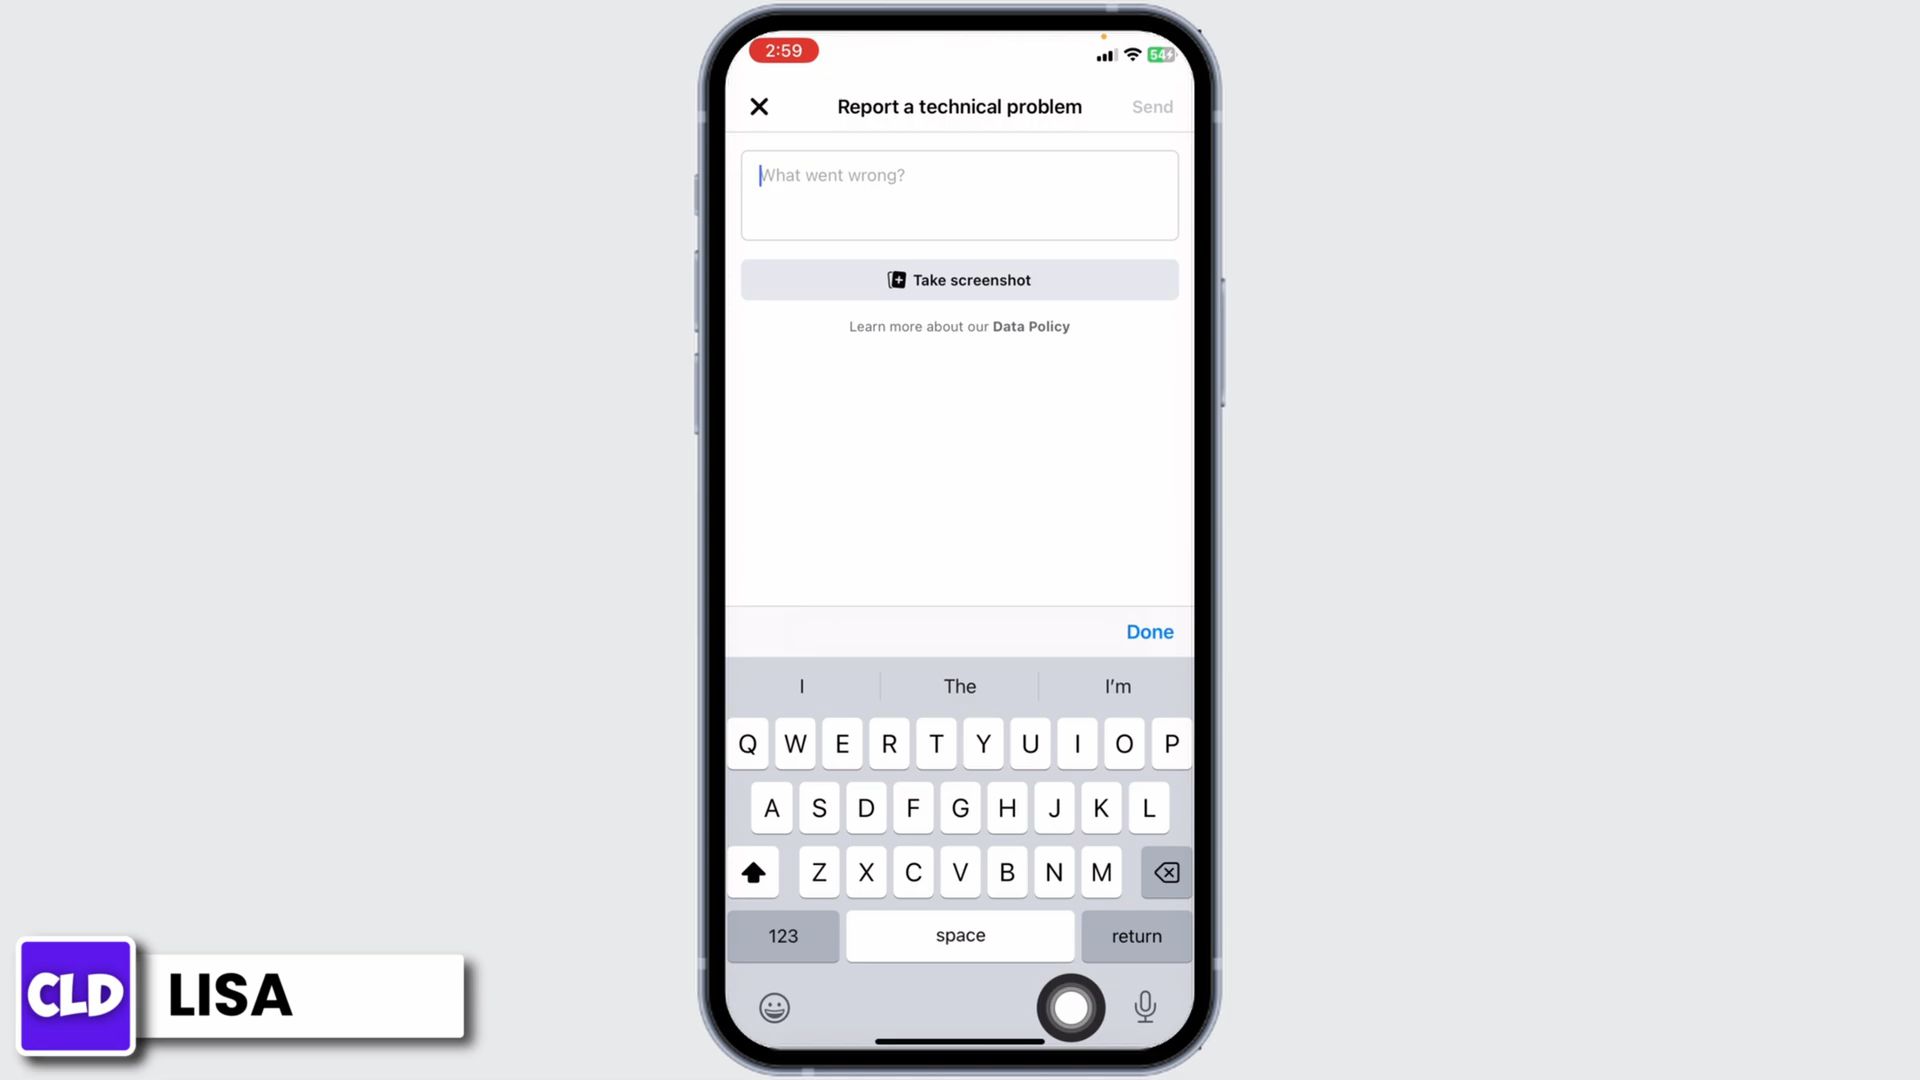 2:59
54
Report a technical problem
Send
What went wrong?
Take screenshot
Learn more about our Data Policy
Done
I The I'm
Q W E R T Y U I O P
A S D F G H J K L
Z X C V B N M
123 space return
CLD LISA